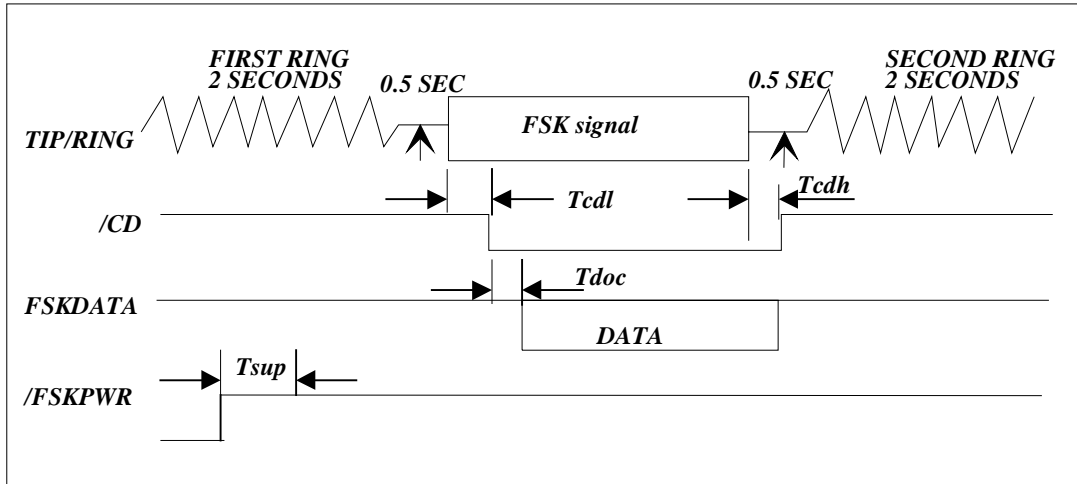 FIRST RING
2 SECONDS
0.5 SEC
0.5 SEC
SECOND RING
2 SECONDS
TIP/RING
FSK signal
Tcdl
Tcdh
/CD
Tdoc
FSKDATA
DATA
Tsup
/FSKPWR